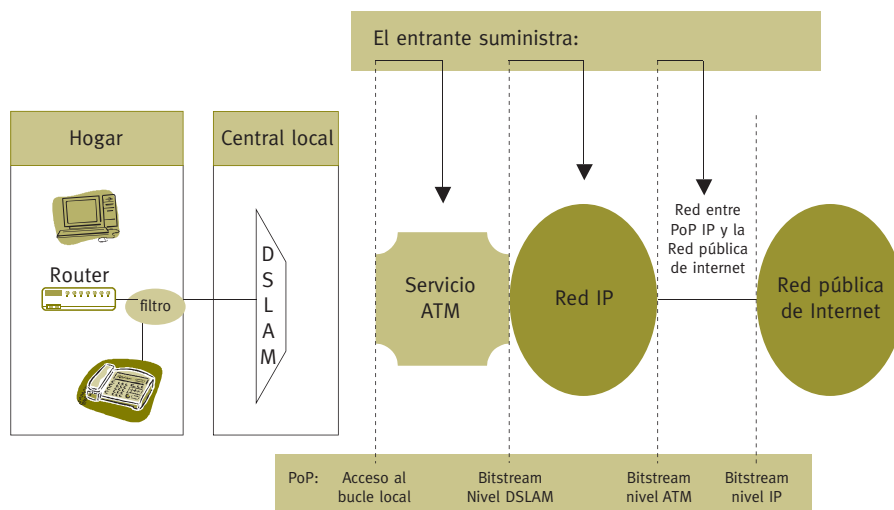 El entrante suministra:
Hogar
Central local
Router
filtro
D
S
L
A
M
Servicio
ATM
Red IP
Red entre
PoP IP y la
Red pública
de internet
Red pública
de Internet
PoP:
Acceso al
bucle local
Bitstream
Nivel DSLAM
Bitstream
nivel ATM
Bitstream
nivel IP